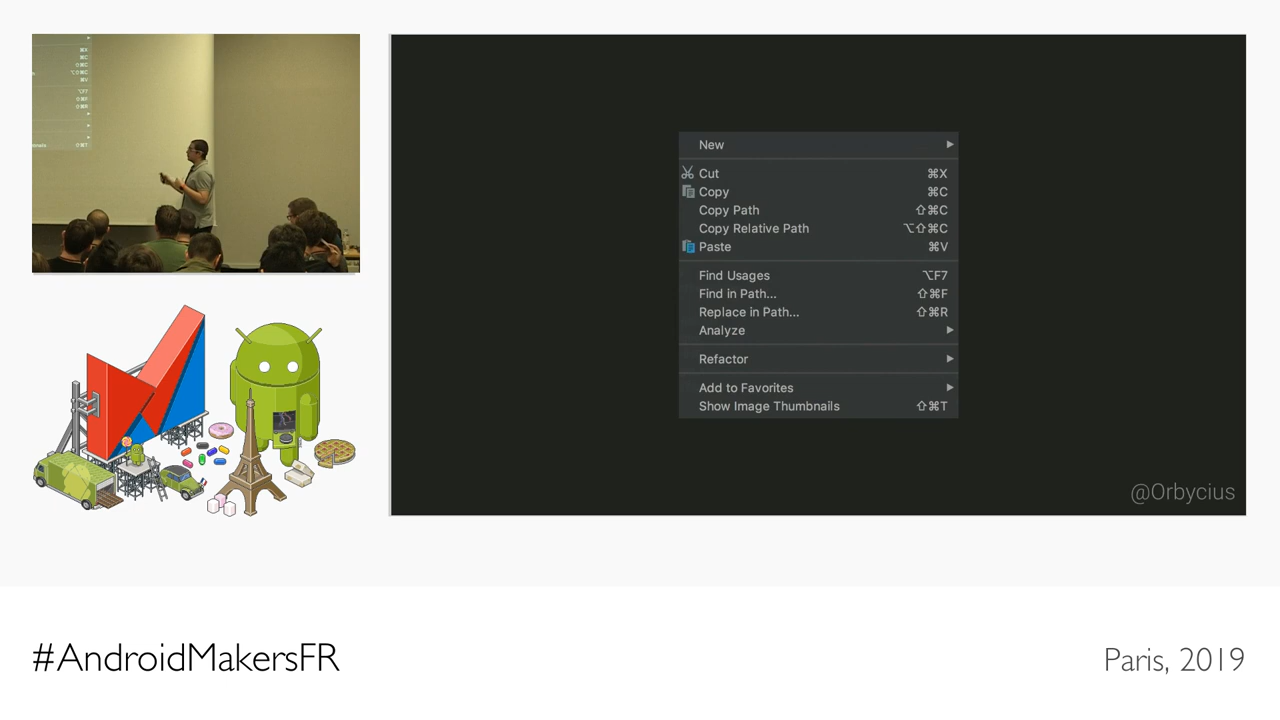 New
Cut ⌘X
Copy ⌘C
Copy Path ⇧⌘C
Copy Relative Path ⌥⇧⌘C
Paste ⌘V
Find Usages ⌥F7
Find in Path... ⇧⌘F
Replace in Path... ⇧⌘R
Analyze
Refactor
Add to Favorites
Show Image Thumbnails ⇧⌘T
@Orbycius
#AndroidMakersFR
Paris, 2019